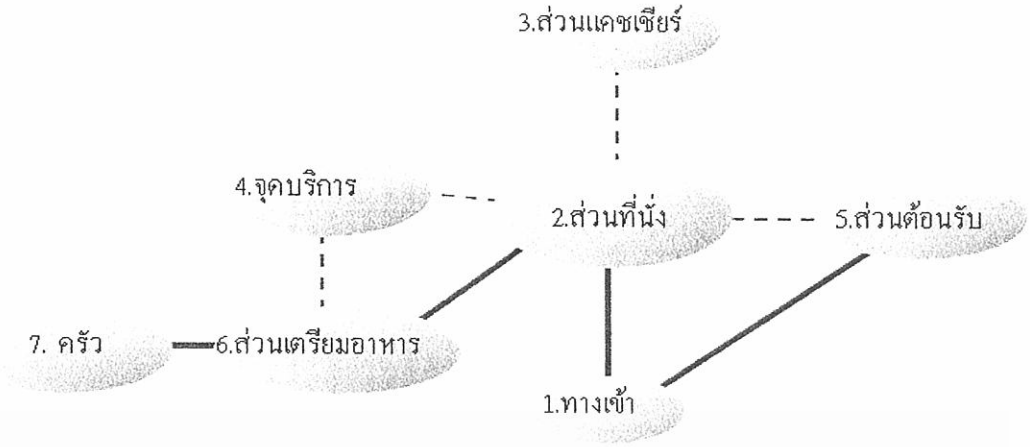 3.ส่วนแคชเชียร์
4.จุดบริการ
2.ส่วนที่นั่ง
5.ส่วนต้อนรับ
7. ครัว
6.ส่วนเตรียมอาหาร
1.ทางเข้า